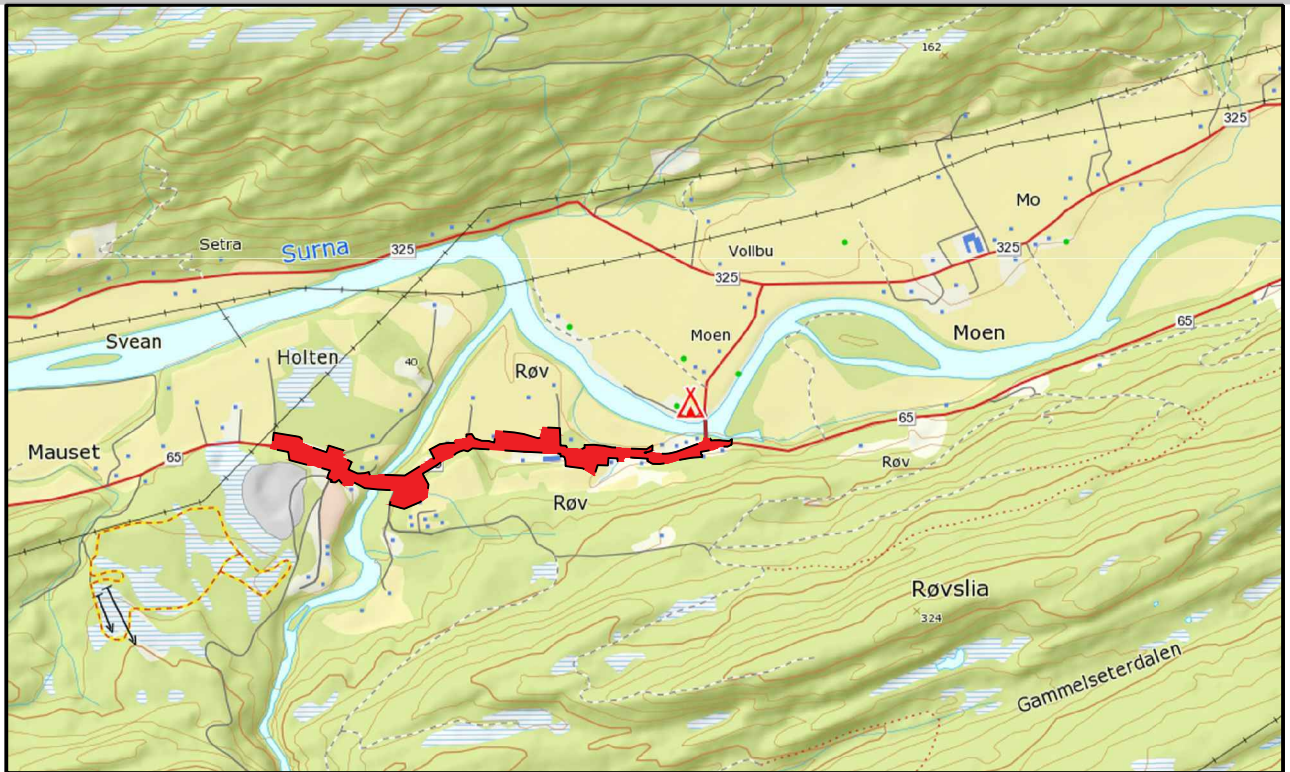 162
325
Mo
Setra
Surna
325
Vollbu
325
325
65
Svean
Holten
40
Røv
Moen
Moen
65
Mauset
65
Røv
Røv
Røvslia
324
Gammelseterdalen